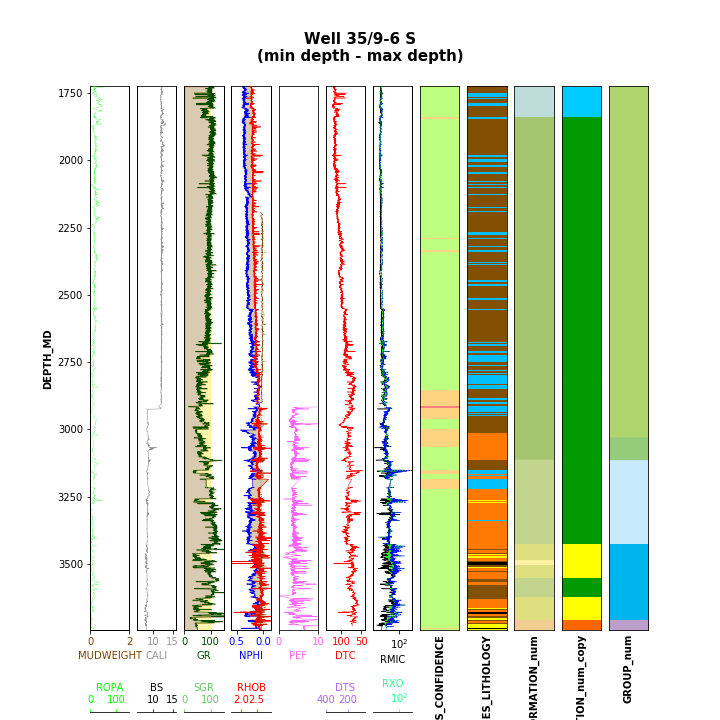 Well 35/9-6 S
(min depth - max depth)
DEPTH_MD
1750
2000
2250
2500
2750
3000
3250
3500
0 2 10 15 0 100 0.5 0.0 0 10 100 50 10²
MUDWEIGHT CALI GR NPHI PEF DTC RMIC
ROPA BS SGR RHOB DTS RXO
0 100 10 15 0 100 2.02.5 400 200 10²
S_CONFIDENCE
ES_LITHOLOGY
RMATION_num
TION_num_copy
GROUP_num